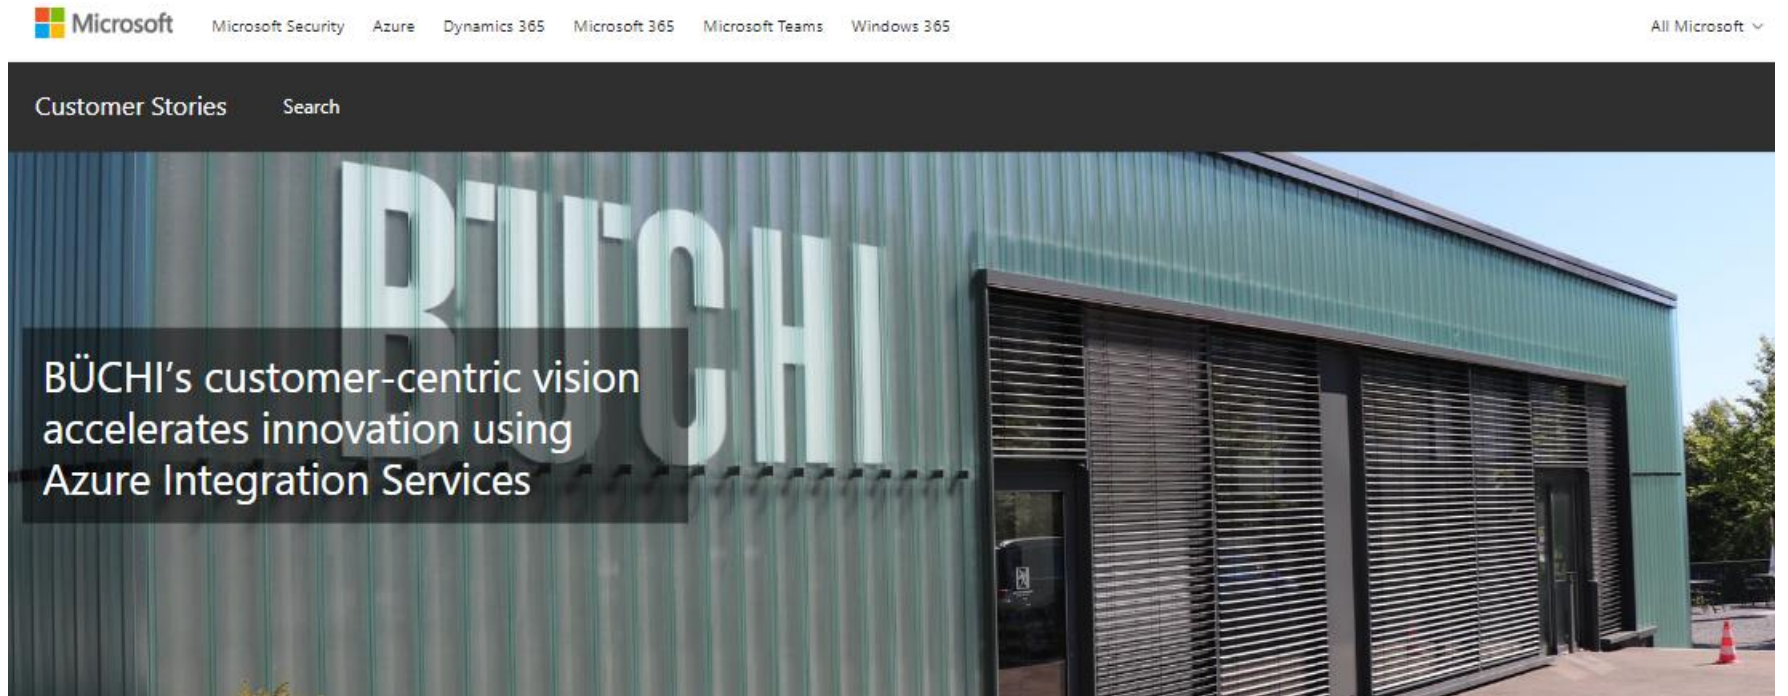 Microsoft Microsoft Security Azure Dynamics 365 Microsoft 365 Microsoft Teams Windows 365 All Microsoft
Customer Stories Search
BÜCHI
BÜCHI’s customer-centric vision
accelerates innovation using
Azure Integration Services